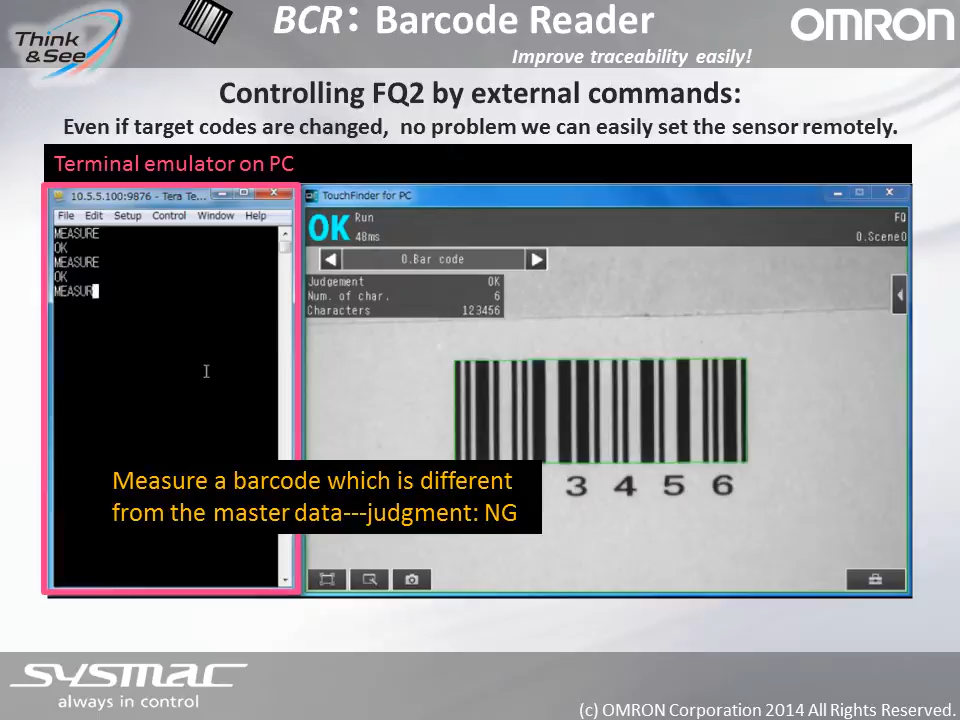 Think
&See
BCR: Barcode Reader
OMRON
Improve traceability easily!
Controlling FQ2 by external commands:
Even if target codes are changed, no problem we can easily set the sensor remotely.
Terminal emulator on PC
10.5.5.100:9876 - Tera Te...
File Edit Setup Control Window Help
MEASURE
OK
MEASURE
OK
MEASUR
TouchFinder for PC
OK
Run
48ms
FQ
0.Scene0
0.Bar code
Judgement OK
Num. of char. 6
Characters 123456
3 4 5 6
Measure a barcode which is different
from the master data---judgment: NG
sysmac
always in control
(c) OMRON Corporation 2014 All Rights Reserved.